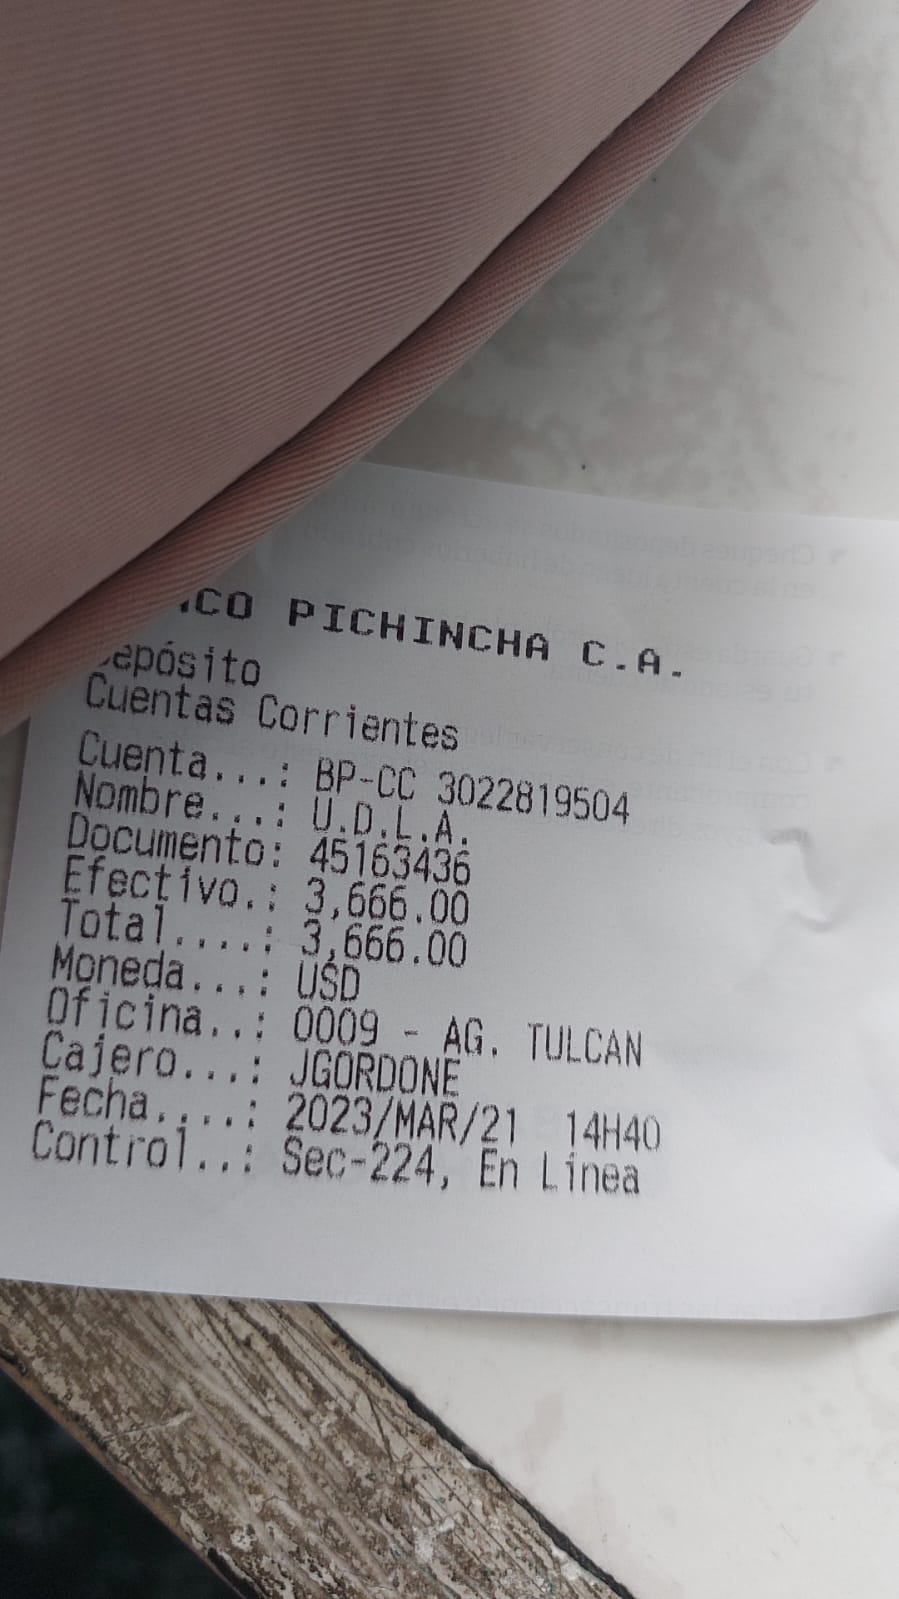 CO PICHINCHA C.A.
epósito
Cuentas Corrientes
Cuenta...: BP-CC 3022819504
Nombre...: U.D.L.A.
Documento: 45163436
Efectivo.: 3,666.00
Total....: 3,666.00
Moneda...: USD
Oficina..: 0009 - AG. TULCAN
Cajero...: JGORDONE
Fecha....: 2023/MAR/21 14H40
Control..: Sec-224, En Línea